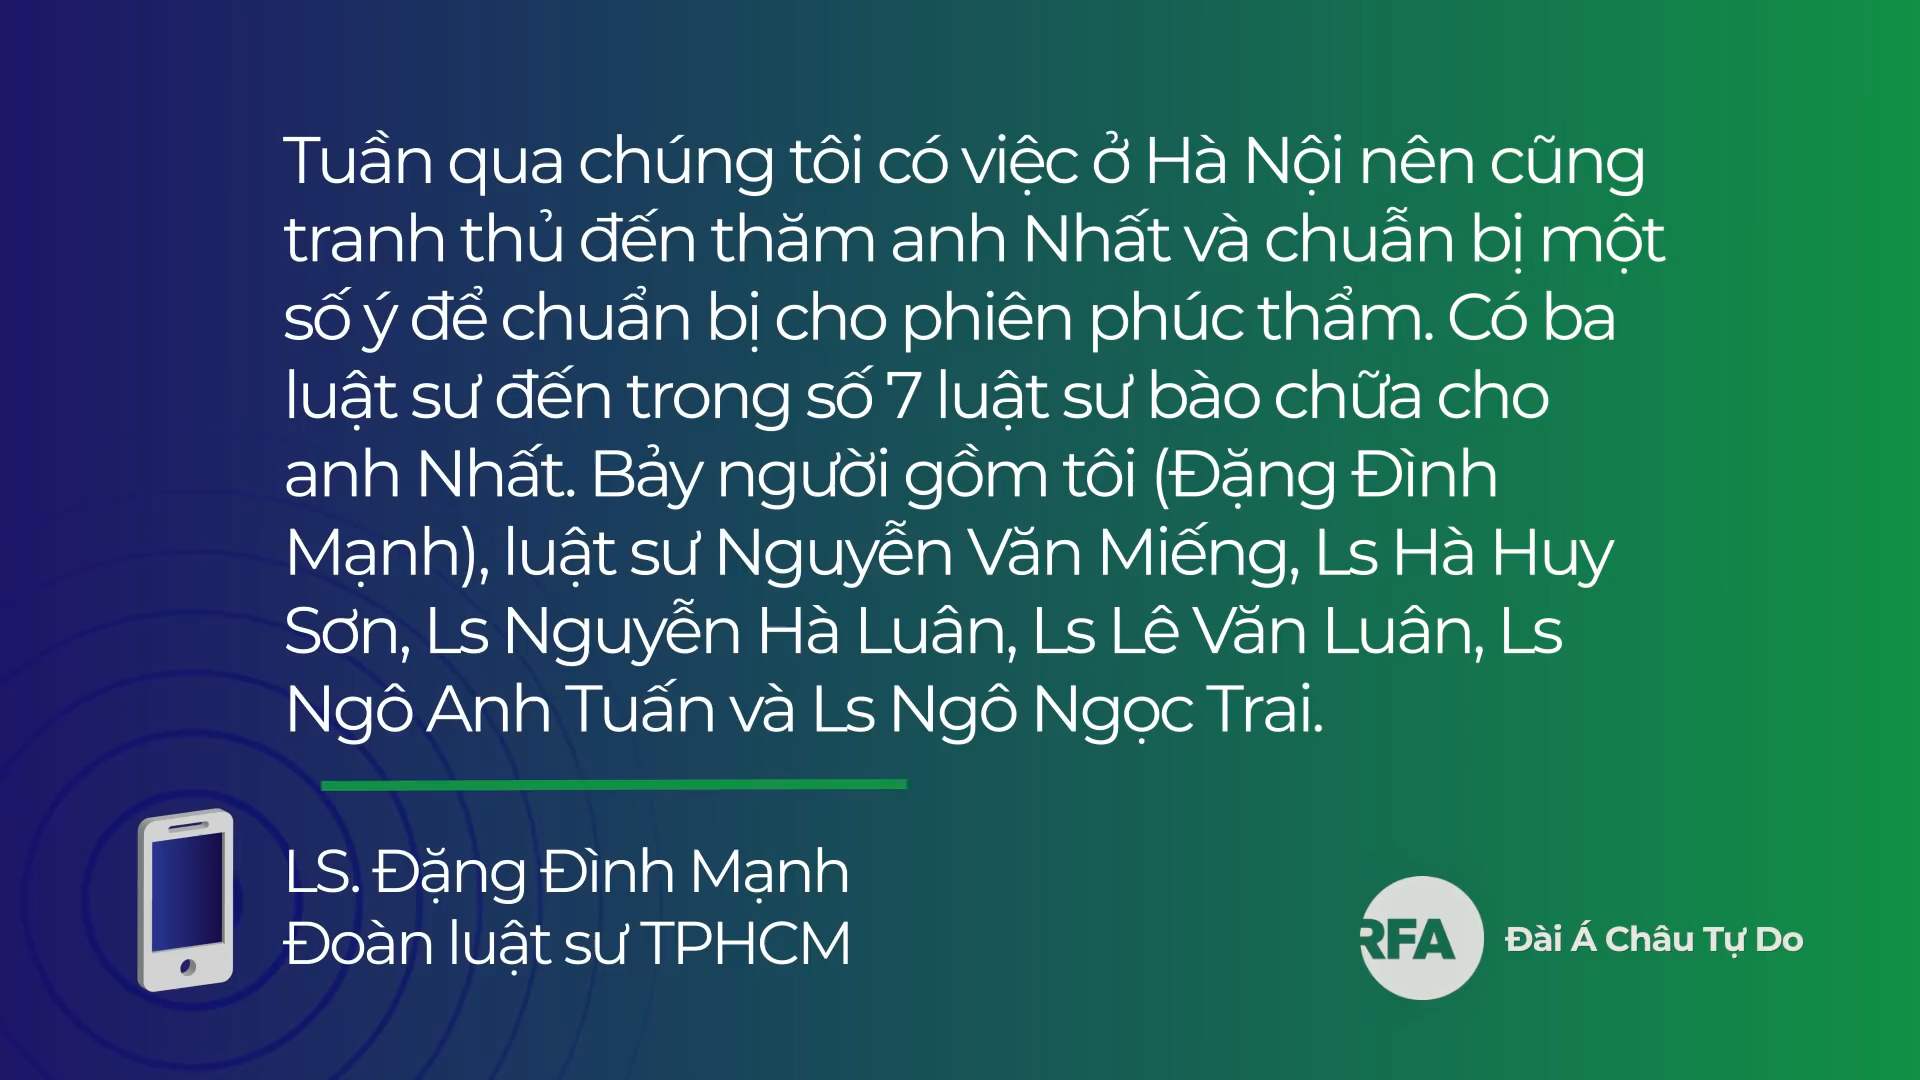 Tuần qua chúng tôi có việc ở Hà Nội nên cũng
tranh thủ đến thăm anh Nhất và chuẫn bị một
số ý để chuẩn bị cho phiên phúc thẩm. Có ba
luật sư đến trong số 7 luật sư bào chữa cho
anh Nhất. Bảy người gồm tôi (Đặng Đình
Mạnh), luật sư Nguyễn Văn Miếng, Ls Hà Huy
Sơn, Ls Nguyễn Hà Luân, Ls Lê Văn Luân, Ls
Ngô Anh Tuấn và Ls Ngô Ngọc Trai.
LS. Đặng Đình Mạnh
Đoàn luật sư TPHCM
RFA Đài Á Châu Tự Do